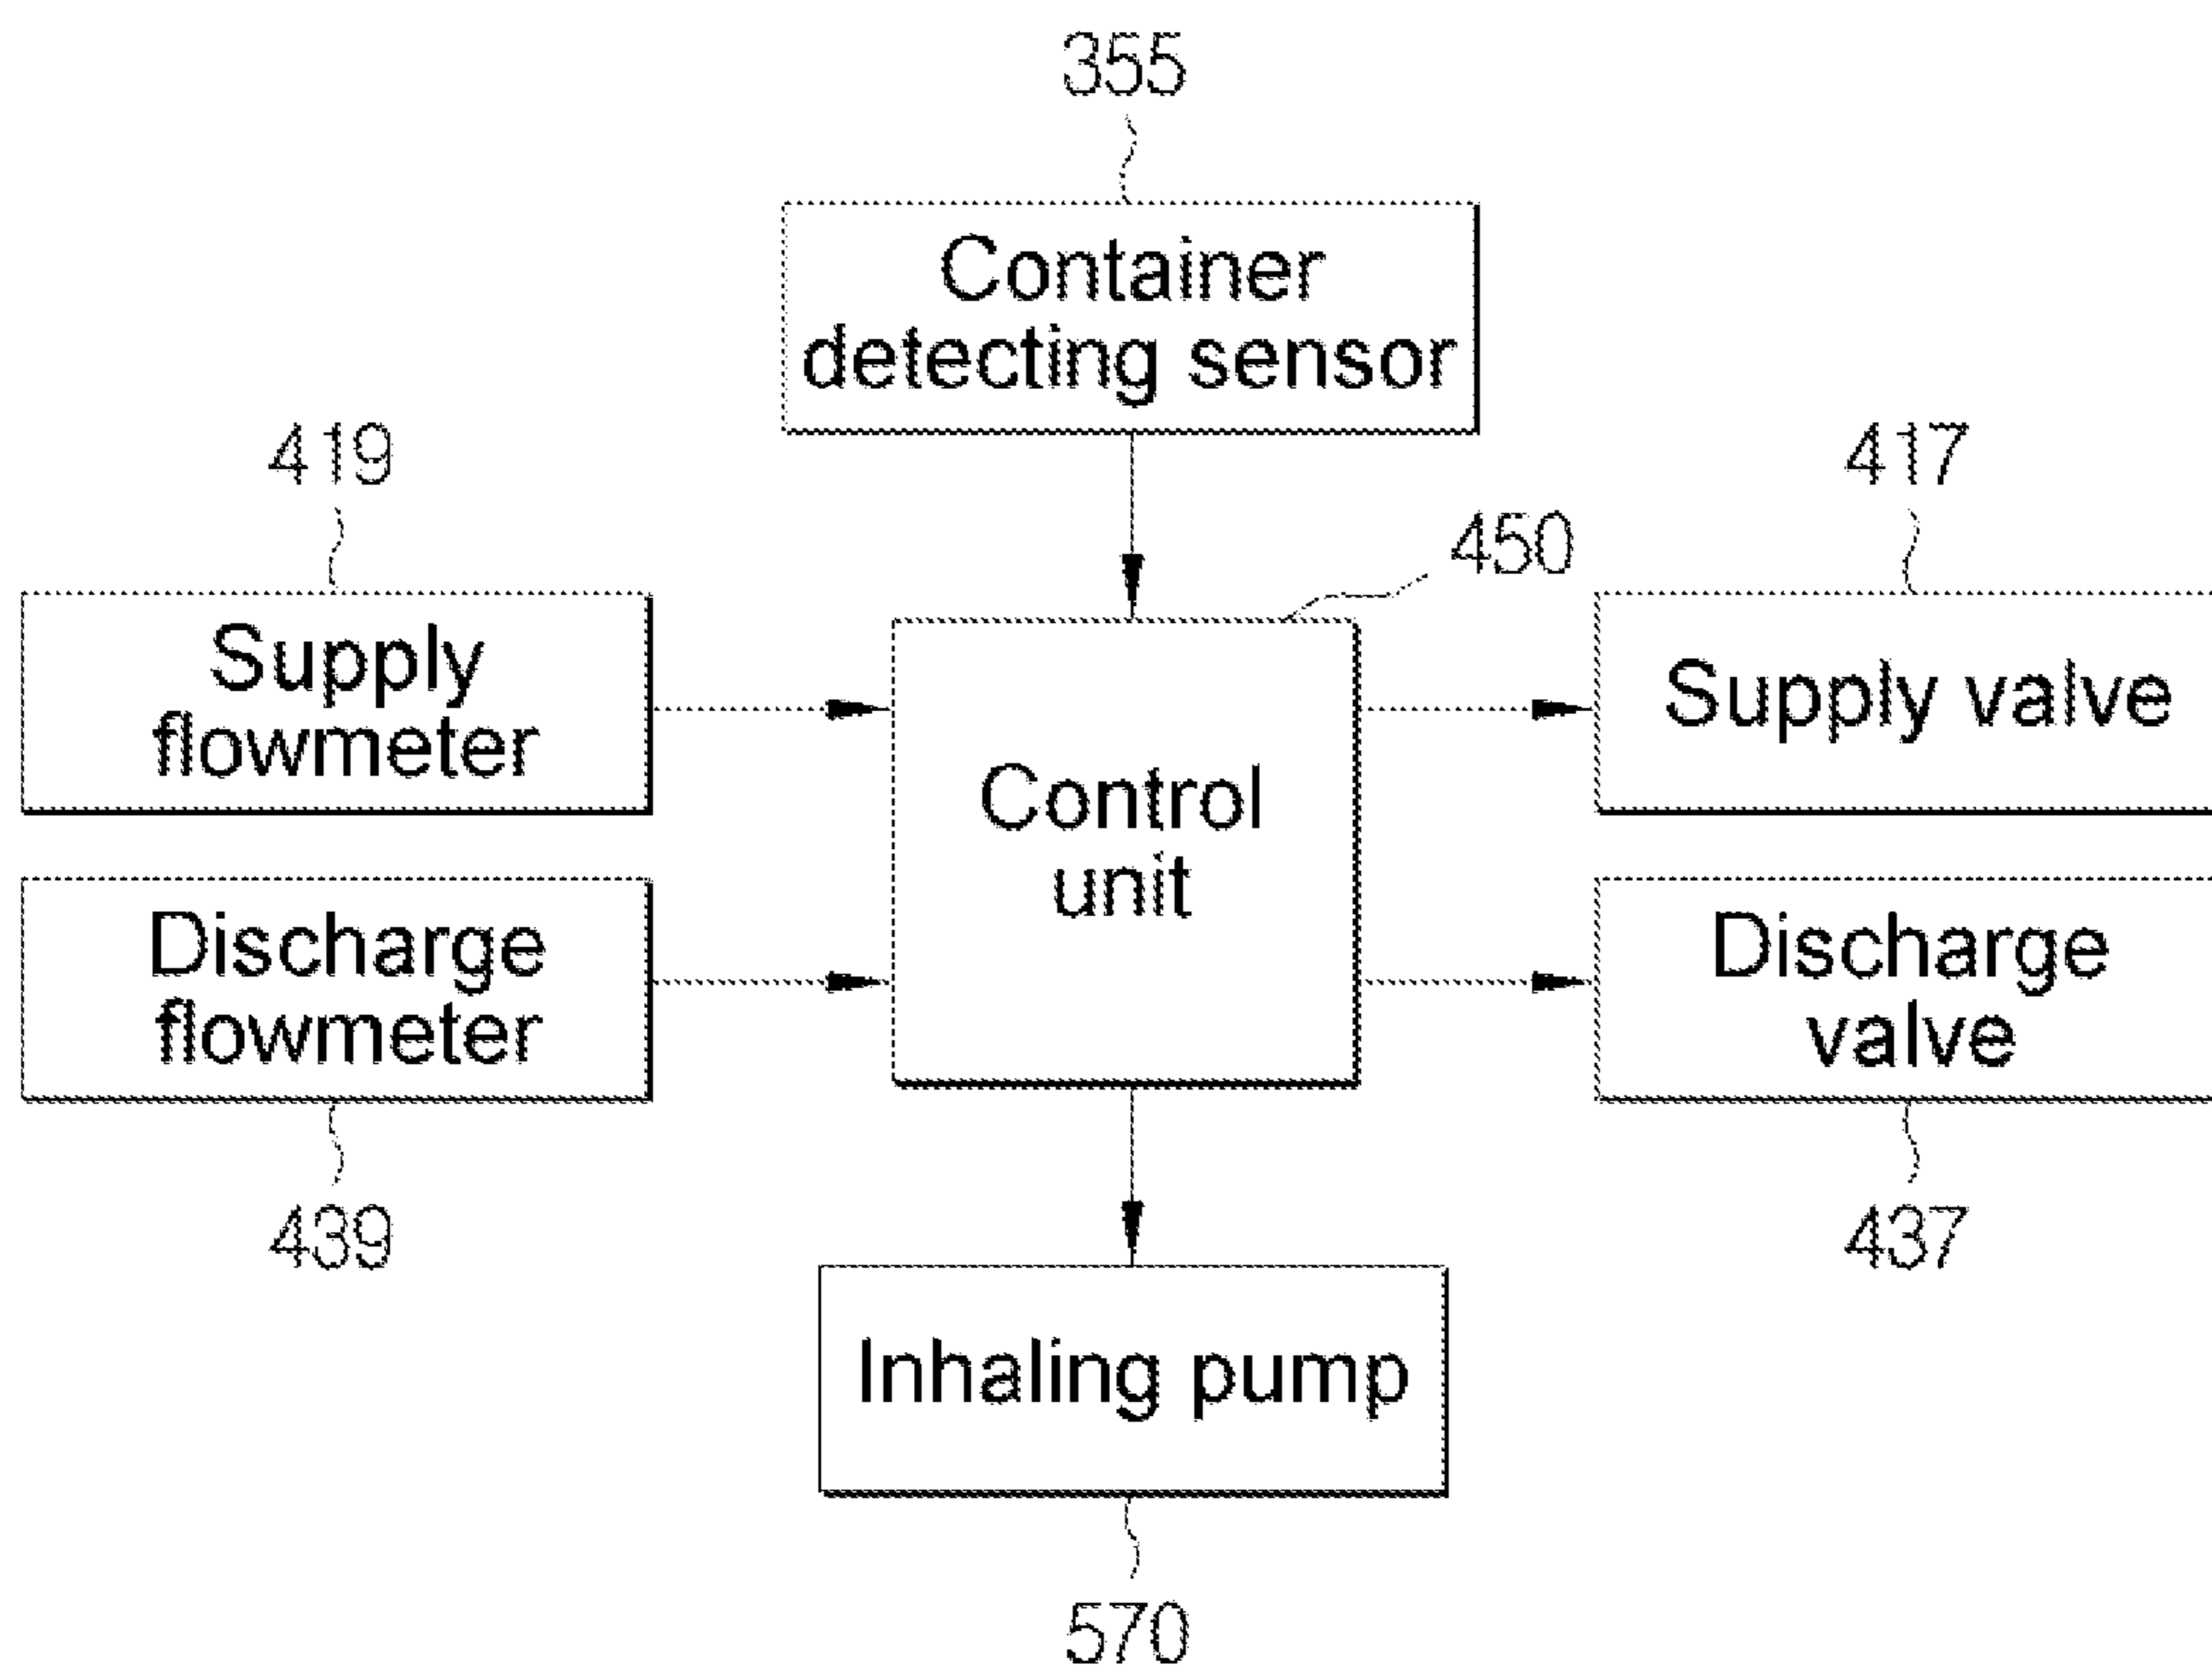 355
Container
detecting sensor
419
417
450
Supply
flowmeter
Supply valve
Control
unit
Discharge
flowmeter
Discharge
valve
439
437
Inhaling pump
570